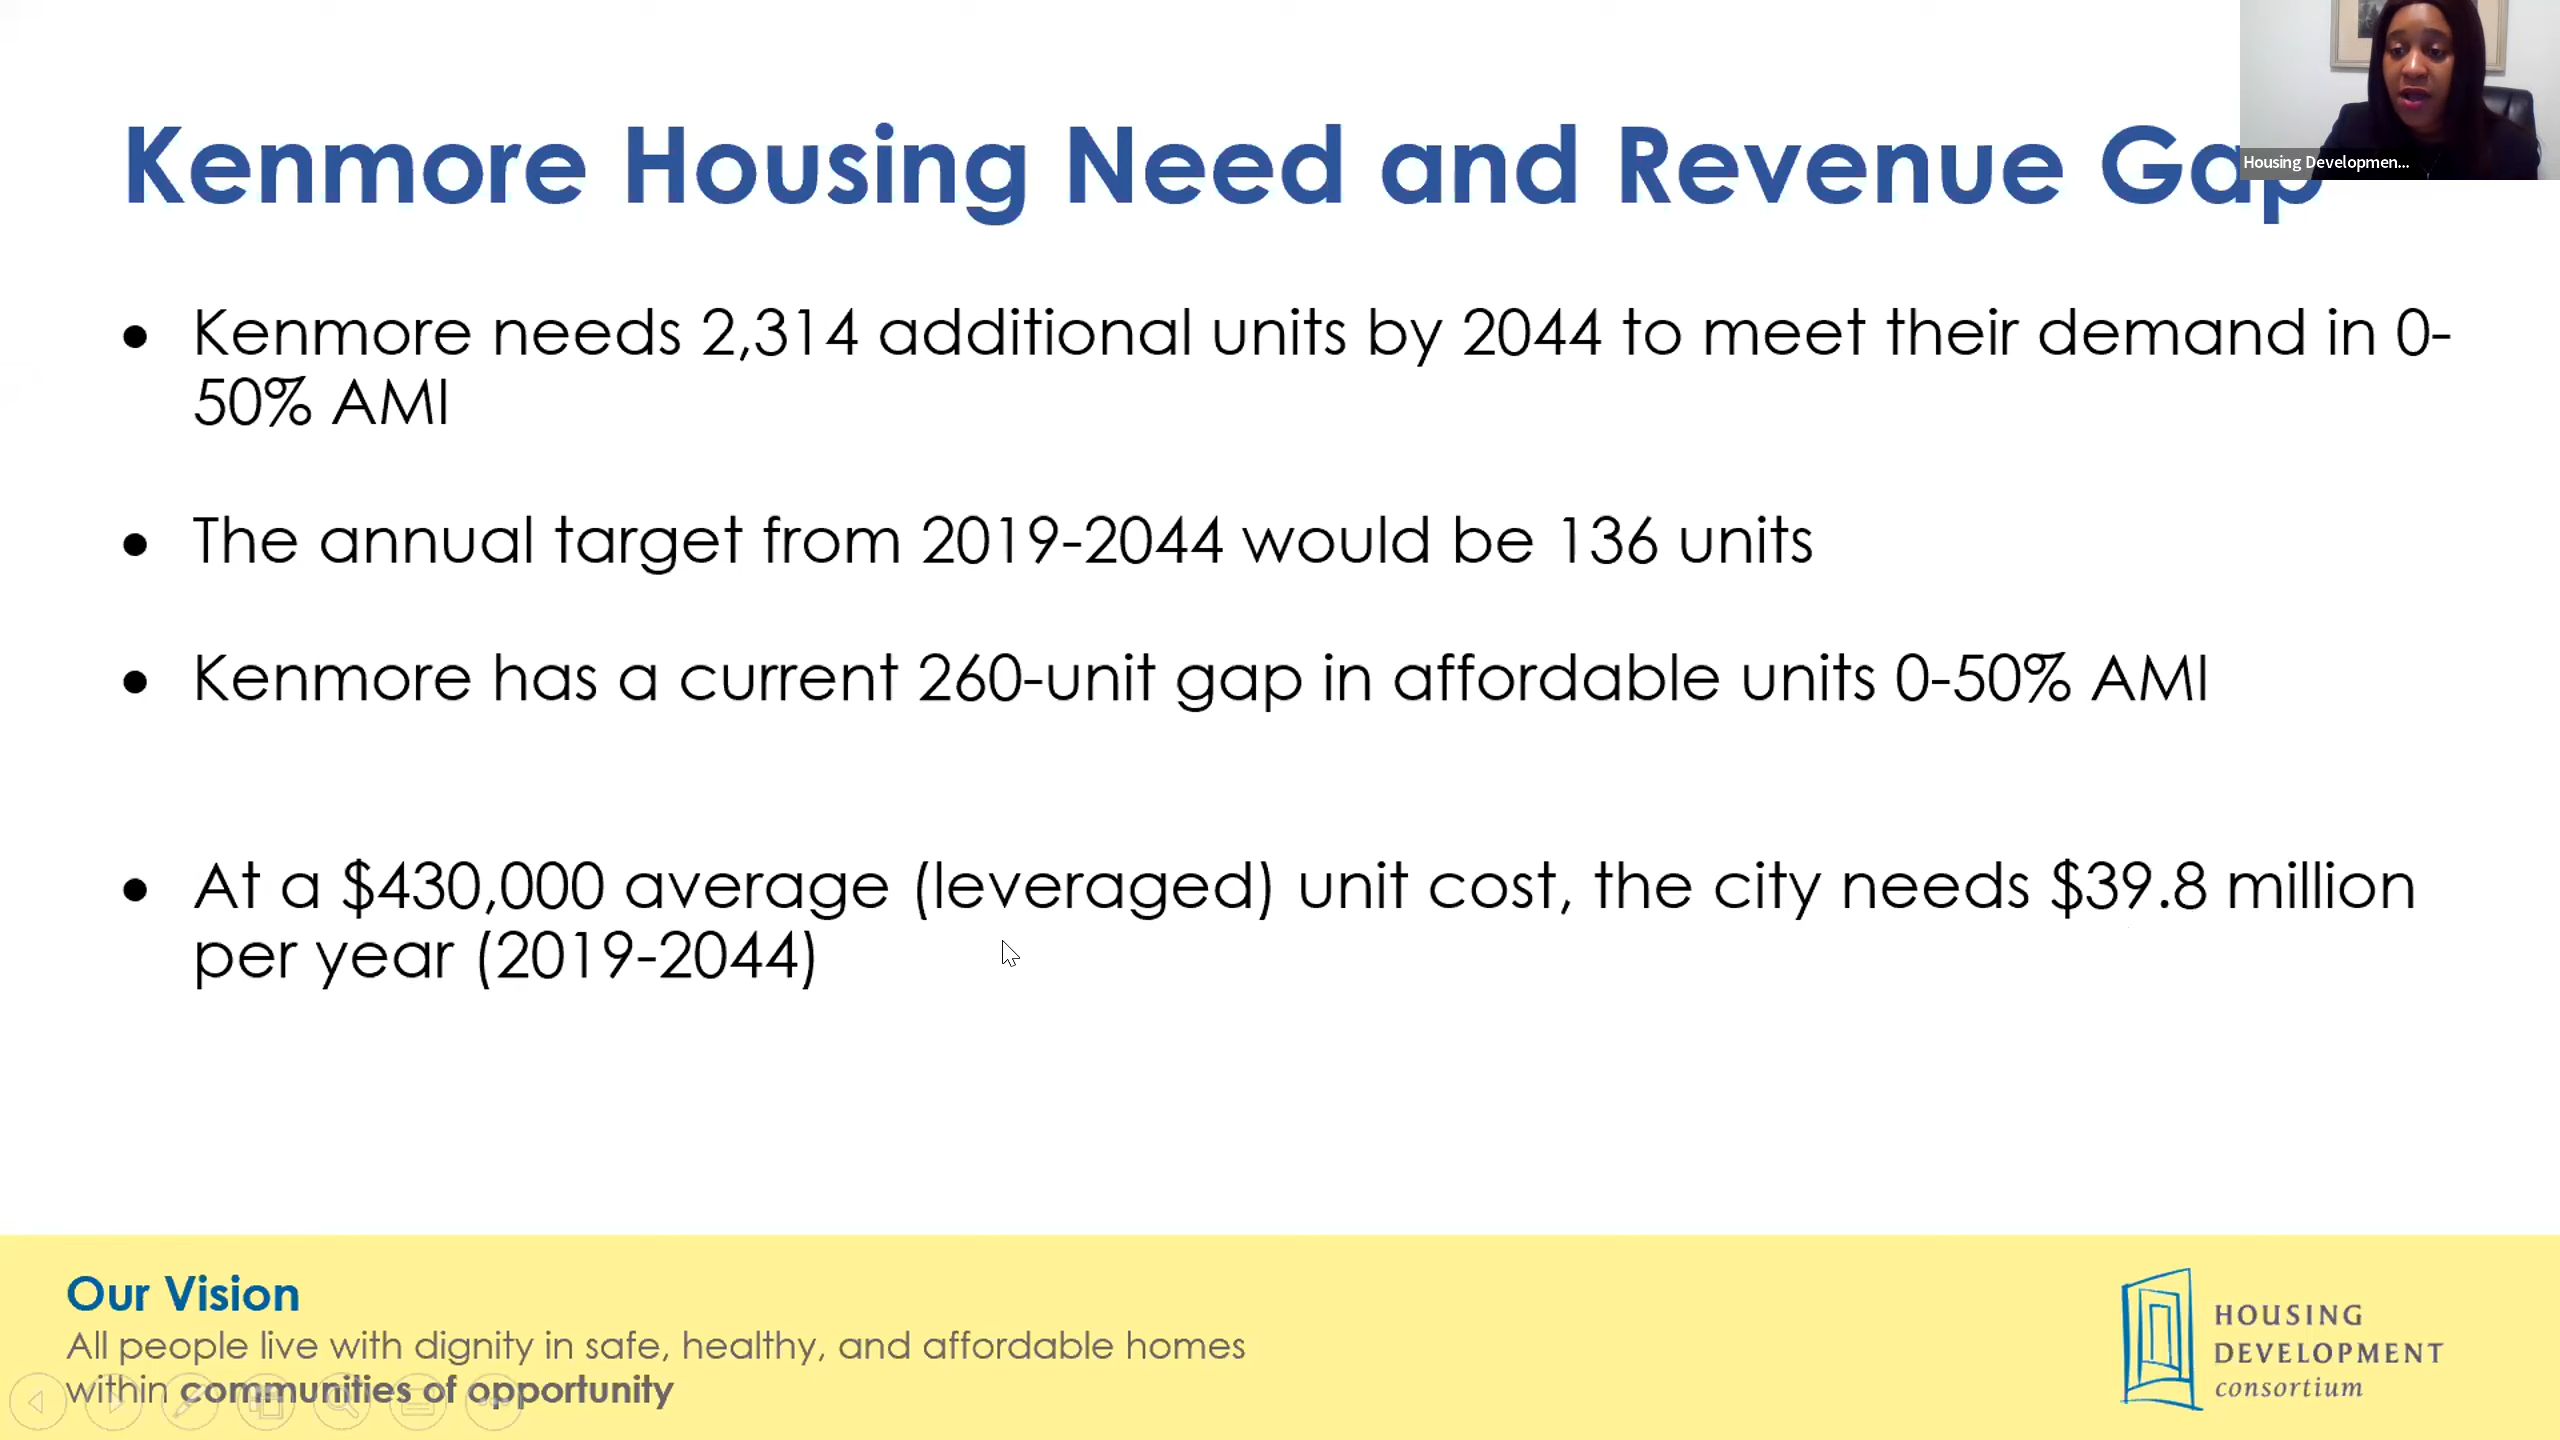 Kenmore Housing Need and Revenue Gap
Housing Developmen...
• Kenmore needs 2,314 additional units by 2044 to meet their demand in 0-
50% AMI
• The annual target from 2019-2044 would be 136 units
• Kenmore has a current 260-unit gap in affordable units 0-50% AMI
• At a $430,000 average (leveraged) unit cost, the city needs $39.8 million
per year (2019-2044)
Our Vision
All people live with dignity in safe, healthy, and affordable homes
within communities of opportunity
HOUSING
DEVELOPMENT
consortium